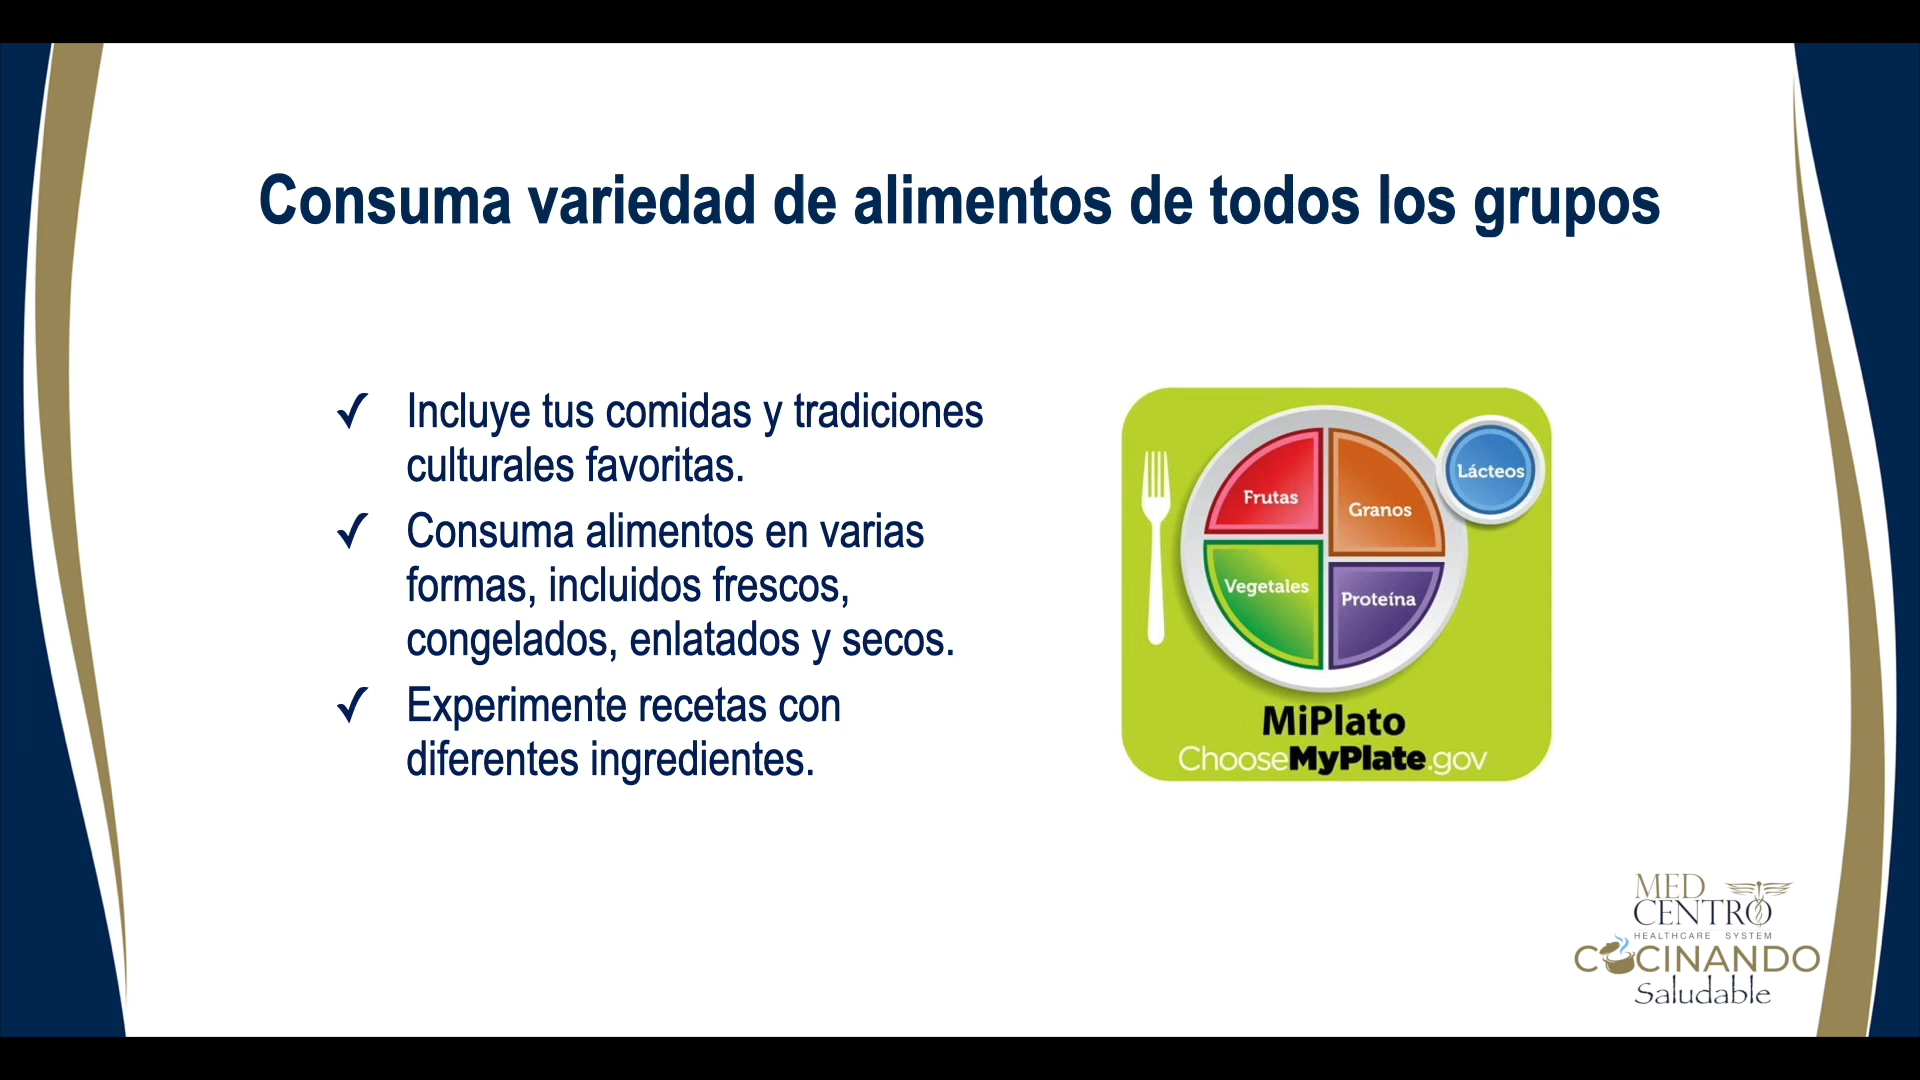 Consuma variedad de alimentos de todos los grupos
✓ Incluye tus comidas y tradiciones
culturales favoritas.
✓ Consuma alimentos en varias
formas, incluidos frescos,
congelados, enlatados y secos.
✓ Experimente recetas con
diferentes ingredientes.
Frutas
Granos
Lácteos
Vegetales
Proteína
MiPlato
ChooseMyPlate.gov
MED
CENTRO
HEALTHCARE SYSTEM
COCINANDO
Saludable